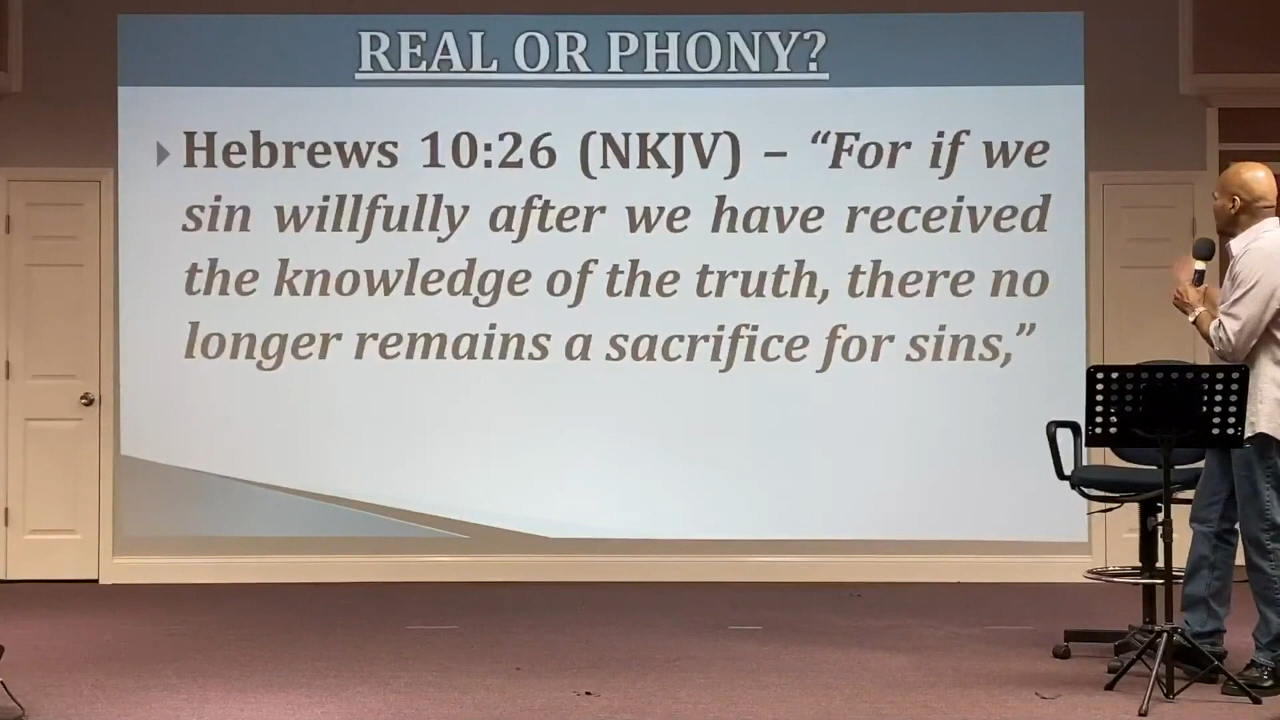 REAL OR PHONY?
Hebrews 10:26 (NKJV) – “For if we
sin willfully after we have received
the knowledge of the truth, there no
longer remains a sacrifice for sins,”